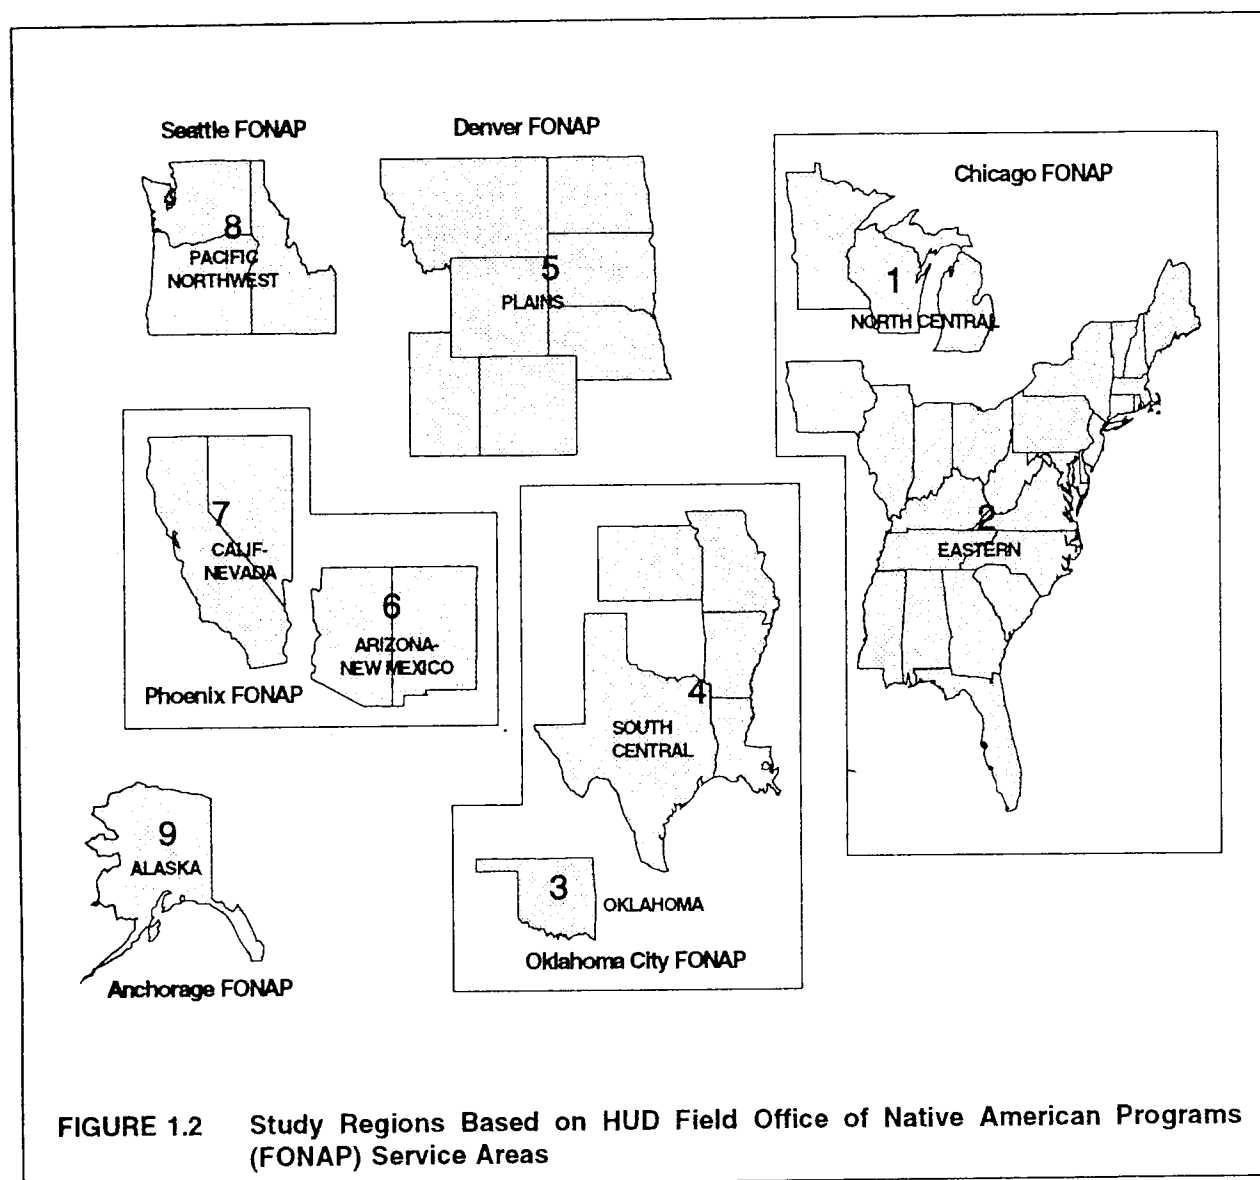 Seattle FONAP
Denver FONAP
Chicago FONAP
8
PACIFIC
NORTHWEST
5
PLAINS
1
NORTH CENTRAL
7
CALIF-
NEVADA
6
ARIZONA-
NEW MEXICO
Phoenix FONAP
2
EASTERN
4
SOUTH
CENTRAL
3
OKLAHOMA
Oklahoma City FONAP
9
ALASKA
Anchorage FONAP
FIGURE 1.2 Study Regions Based on HUD Field Office of Native American Programs
(FONAP) Service Areas